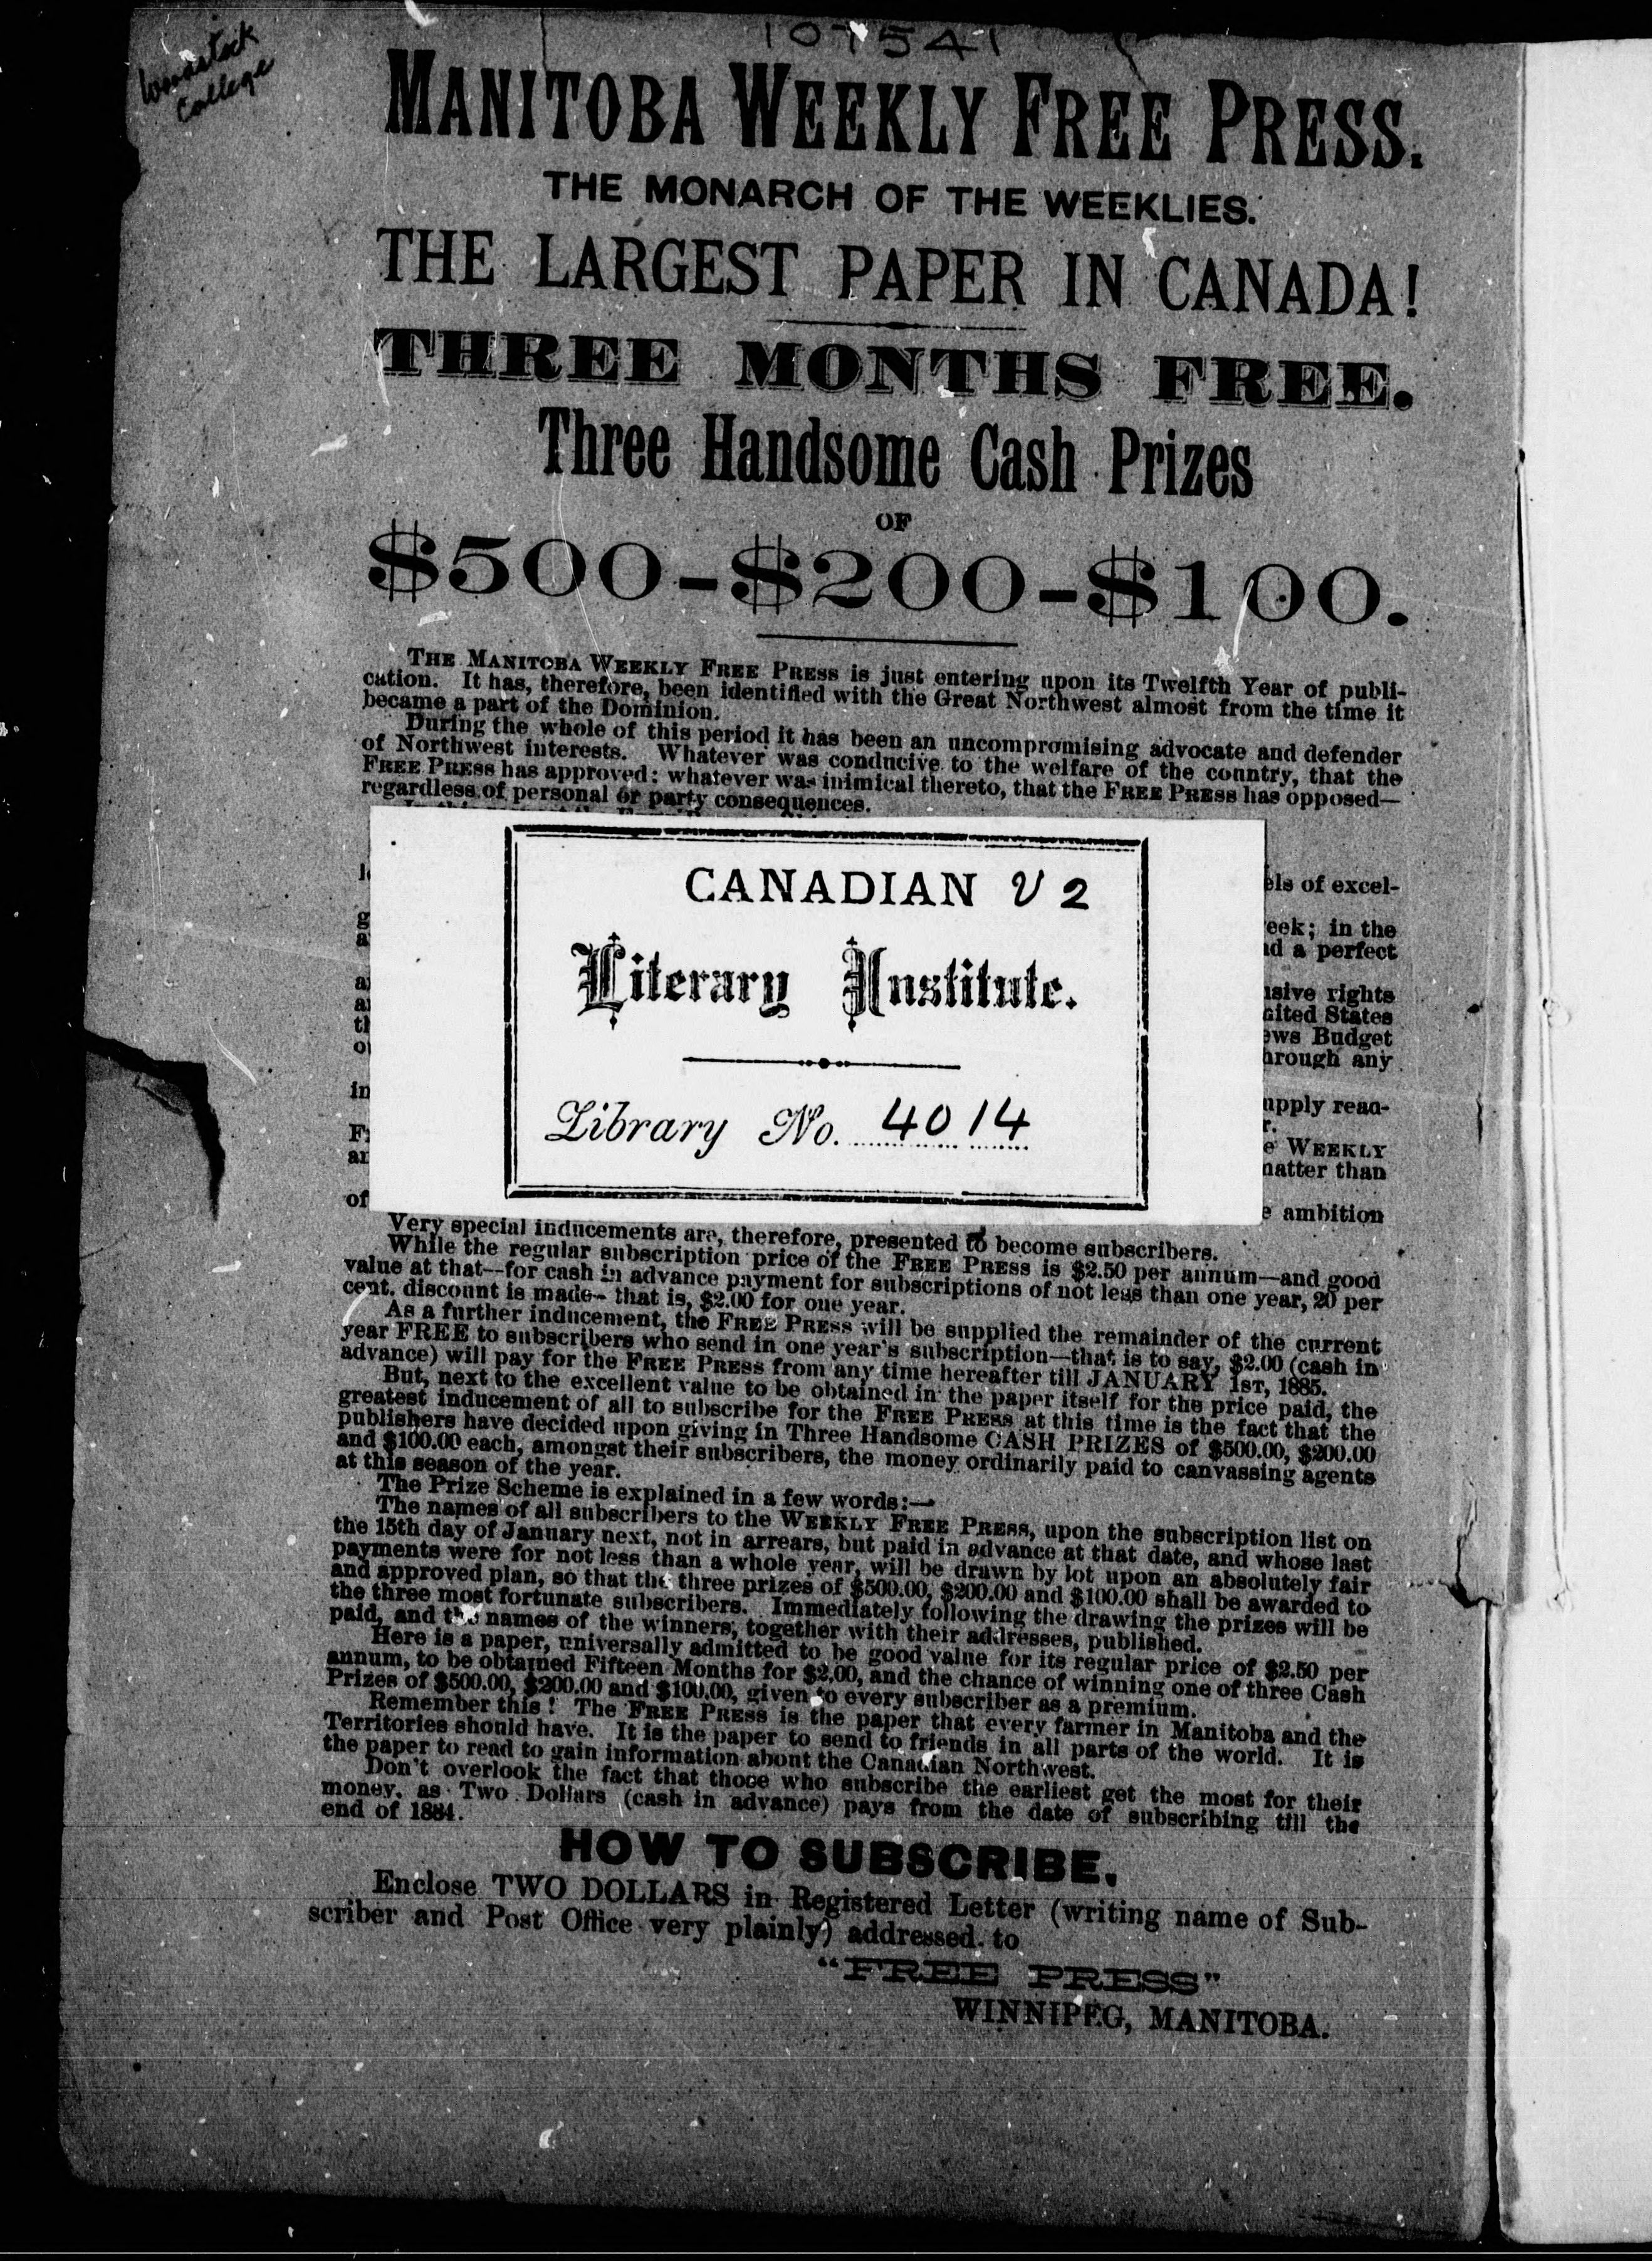 107541
Woodstock
College
MANITOBA WEEKLY FREE PRESS.
THE MONARCH OF THE WEEKLIES.
THE LARGEST PAPER IN CANADA!
THREE MONTHS FREE.
Three Handsome Cash Prizes
OF
$500-$200-$100.
THE MANITOBA WEEKLY FREE PRESS is just entering upon its Twelfth Year of publi-
cation. It has, therefore, been identified with the Great Northwest almost from the time it
became a part of the Dominion.
During the whole of this period it has been an uncompromising advocate and defender
of Northwest interests. Whatever was conducive to the welfare of the country, that the
FREE PRESS has approved: whatever was inimical thereto, that the FREE PRESS has opposed—
regardless of personal or party consequences.
els of excel-
eek; in the
d a perfect
sive rights
ited States
ews Budget
hrough any
in
upply read-
r.
e WEEKLY
matter than
of
e ambition
CANADIAN V 2
Literary Institute.
Library No. 4014
Very special inducements are, therefore, presented to become subscribers.
While the regular subscription price of the FREE PRESS is $2.50 per annum—and good
value at that--for cash in advance payment for subscriptions of not less than one year, 20 per
cent. discount is made- that is, $2.00 for one year.
As a further inducement, the FREE PRESS will be supplied the remainder of the current
year FREE to subscribers who send in one year's subscription—that is to say, $2.00 (cash in
advance) will pay for the FREE PRESS from any time hereafter till JANUARY 1ST, 1885.
But, next to the excellent value to be obtained in the paper itself for the price paid, the
greatest inducement of all to subscribe for the FREE PRESS at this time is the fact that the
publishers have decided upon giving in Three Handsome CASH PRIZES of $500.00, $200.00
and $100.00 each, amongst their subscribers, the money ordinarily paid to canvassing agents
at this season of the year.
The Prize Scheme is explained in a few words:—
The names of all subscribers to the WEEKLY FREE PRESS, upon the subscription list on
the 15th day of January next, not in arrears, but paid in advance at that date, and whose last
payments were for not less than a whole year, will be drawn by lot upon an absolutely fair
and approved plan, so that the three prizes of $500.00, $200.00 and $100.00 shall be awarded to
the three most fortunate subscribers. Immediately following the drawing the prizes will be
paid, and the names of the winners, together with their addresses, published.
Here is a paper, universally admitted to be good value for its regular price of $2.50 per
annum, to be obtained Fifteen Months for $2.00, and the chance of winning one of three Cash
Prizes of $500.00, $200.00 and $100.00, given to every subscriber as a premium.
Remember this! The FREE PRESS is the paper that every farmer in Manitoba and the
Territories should have. It is the paper to send to friends in all parts of the world. It is
the paper to read to gain information about the Canadian Northwest.
Don't overlook the fact that those who subscribe the earliest get the most for their
money, as Two Dollars (cash in advance) pays from the date of subscribing till the
end of 1884.
HOW TO SUBSCRIBE.
Enclose TWO DOLLARS in Registered Letter (writing name of Sub-
scriber and Post Office very plainly) addressed to
"FREE PRESS"
WINNIPEG, MANITOBA.